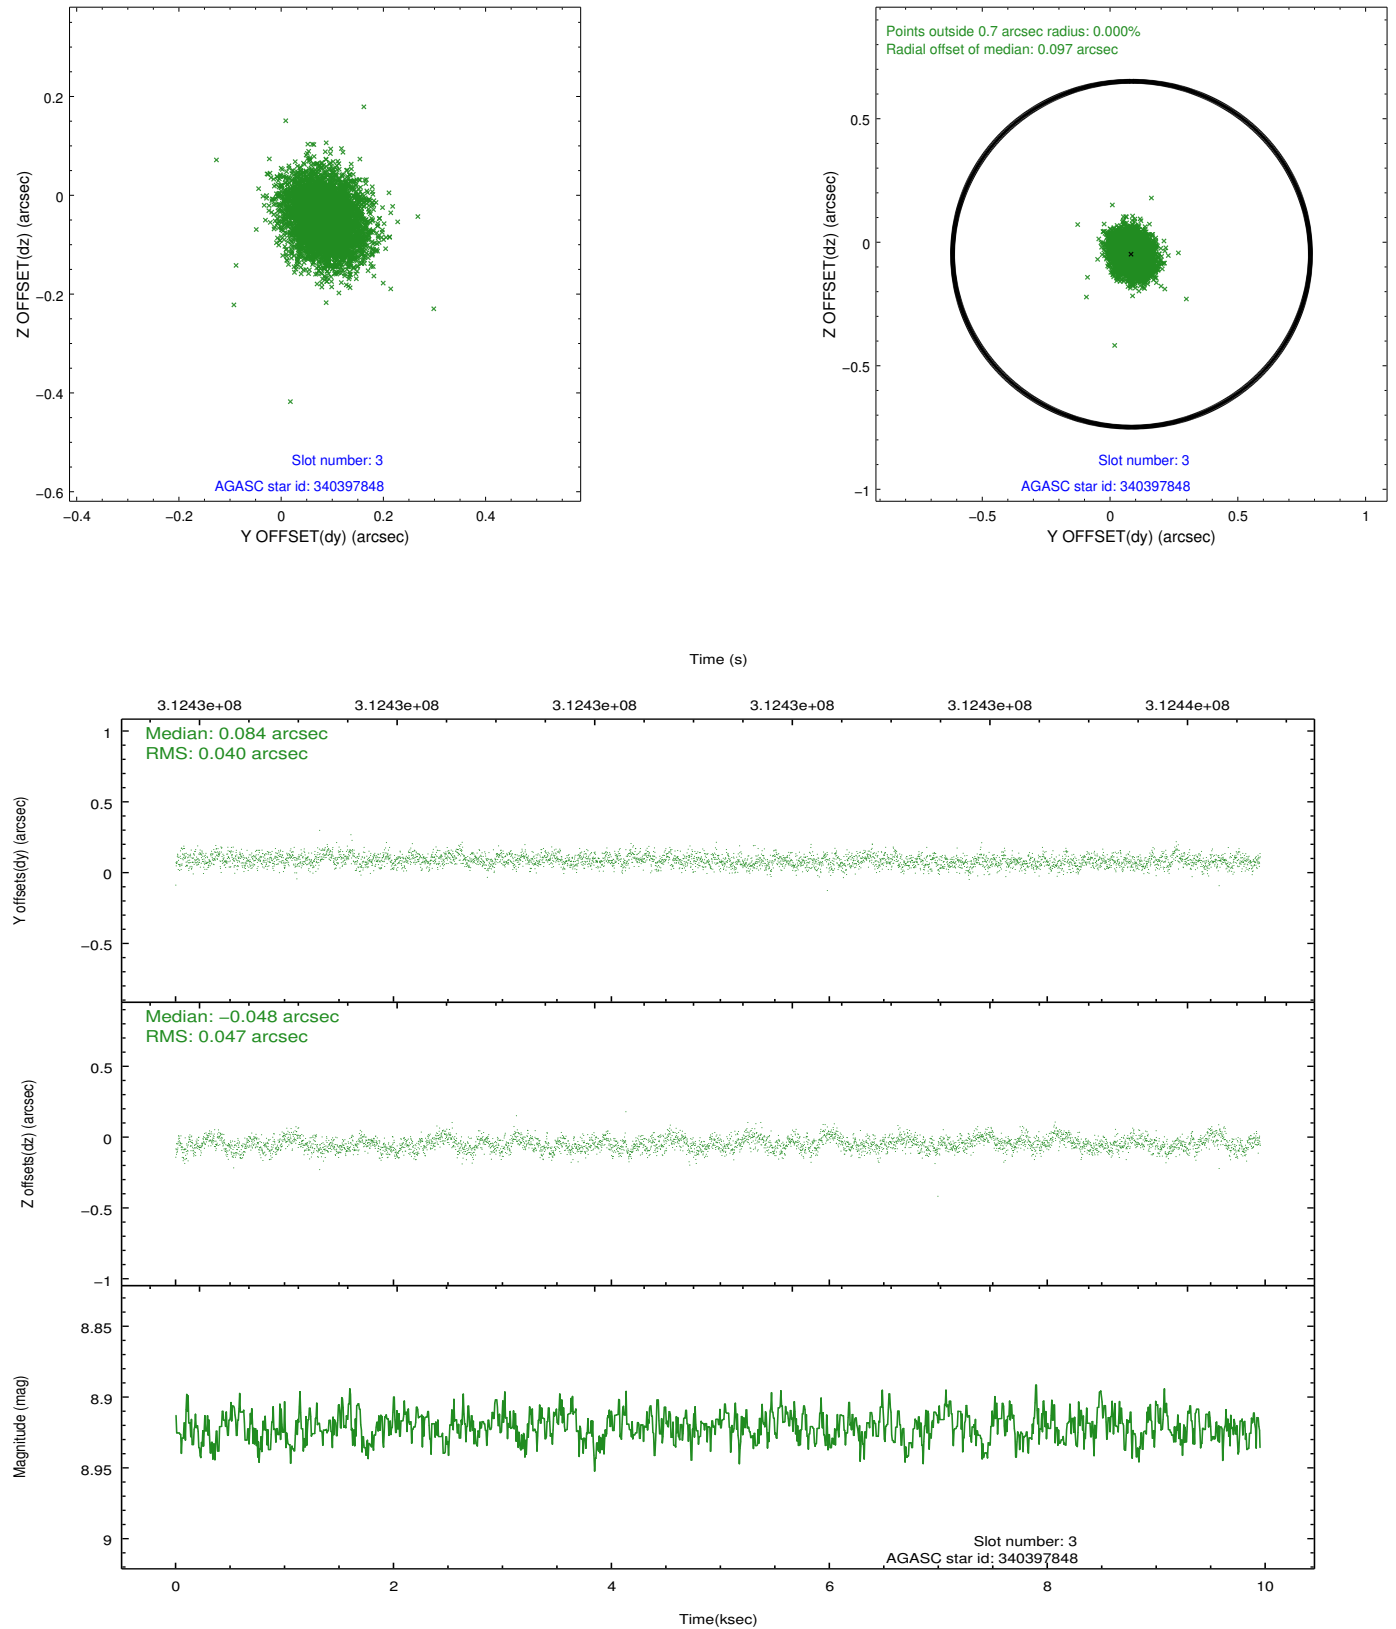 0.2
0
−0.2
−0.4
−0.6
Z OFFSET(dz) (arcsec)
Slot number: 3
AGASC star id: 340397848
−0.4 −0.2 0 0.2 0.4
Y OFFSET(dy) (arcsec)
Points outside 0.7 arcsec radius: 0.000%
Radial offset of median: 0.097 arcsec
0.5
0
−0.5
−1
Z OFFSET(dz) (arcsec)
Slot number: 3
AGASC star id: 340397848
−0.5 0 0.5 1
Y OFFSET(dy) (arcsec)
Time (s)
3.1243e+08 3.1243e+08 3.1243e+08 3.1243e+08 3.1243e+08 3.1244e+08
Median: 0.084 arcsec
RMS: 0.040 arcsec
1
0.5
0
−0.5
Y offsets(dy) (arcsec)
Median: −0.048 arcsec
RMS: 0.047 arcsec
0.5
0
−0.5
−1
Z offsets(dz) (arcsec)
8.85
8.9
8.95
9
Magnitude (mag)
Slot number: 3
AGASC star id: 340397848
0 2 4 6 8 10
Time(ksec)